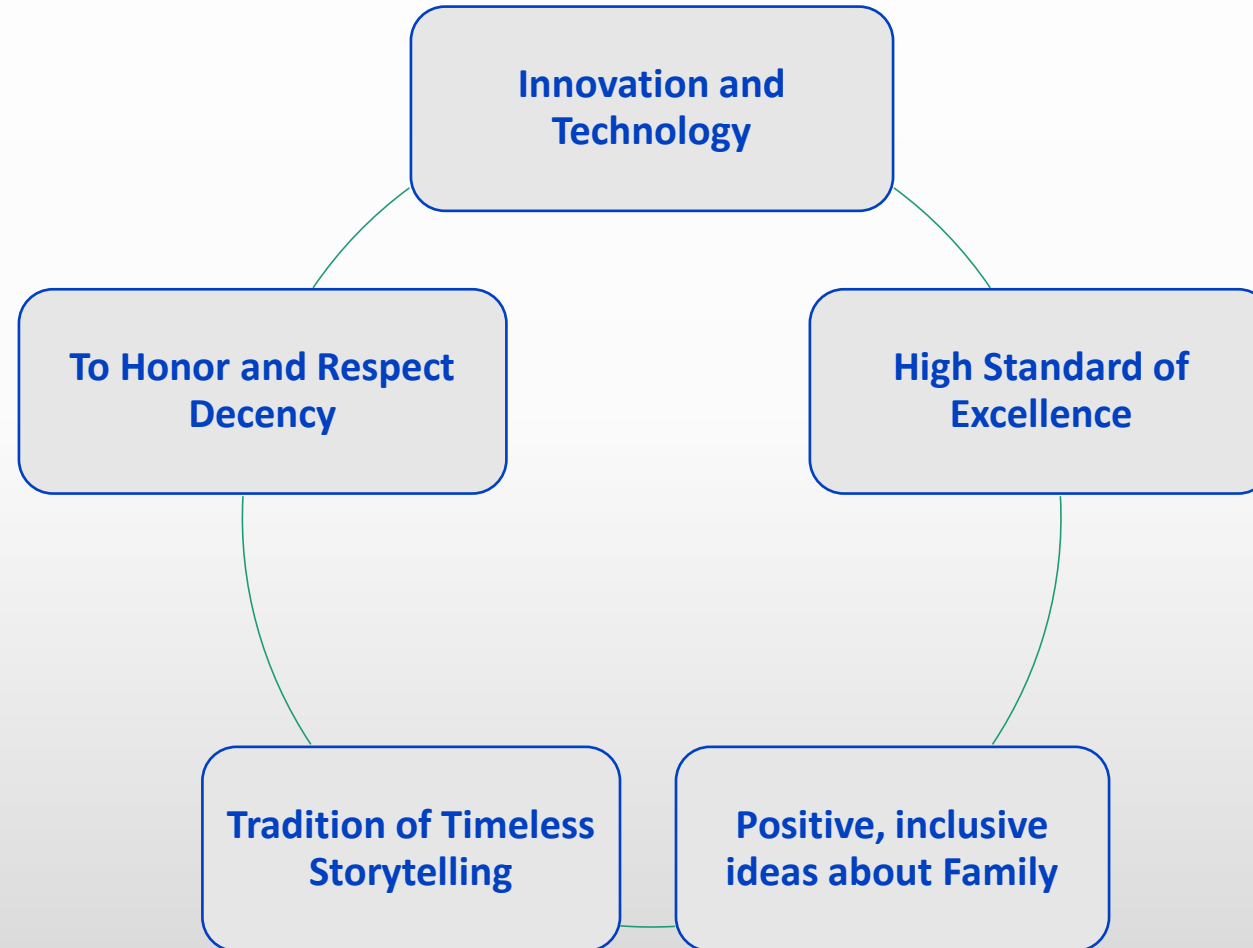 Innovation and
Technology
To Honor and Respect
Decency
High Standard of
Excellence
Tradition of Timeless
Storytelling
Positive, inclusive
ideas about Family